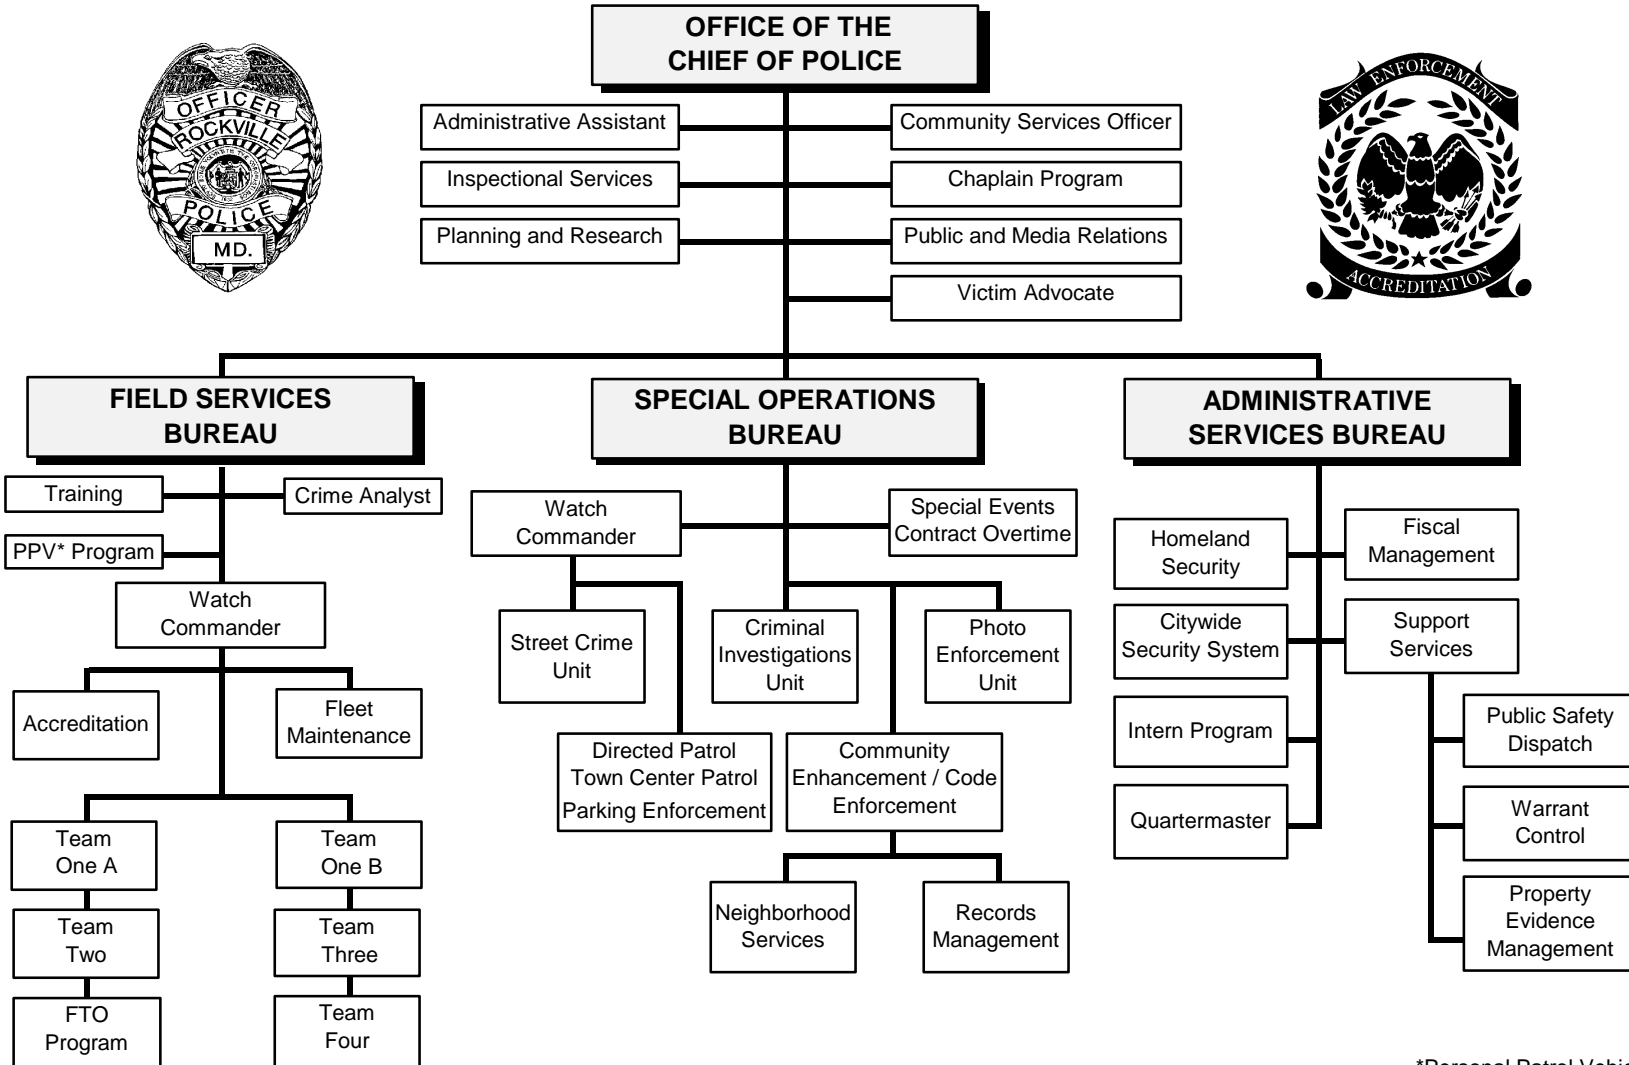 OFFICE OF THE
CHIEF OF POLICE
OFFICER
ROCKVILLE
POLICE
MD.
LAW ENFORCEMENT
ACCREDITATION
Administrative Assistant
Community Services Officer
Inspectional Services
Chaplain Program
Planning and Research
Public and Media Relations
Victim Advocate
FIELD SERVICES
BUREAU
SPECIAL OPERATIONS
BUREAU
ADMINISTRATIVE
SERVICES BUREAU
Training
Crime Analyst
PPV* Program
Watch
Commander
Accreditation
Fleet
Maintenance
Team
One A
Team
One B
Team
Two
Team
Three
FTO
Program
Team
Four
Watch
Commander
Special Events
Contract Overtime
Street Crime
Unit
Criminal
Investigations
Unit
Photo
Enforcement
Unit
Directed Patrol
Town Center Patrol
Parking Enforcement
Community
Enhancement / Code
Enforcement
Neighborhood
Services
Records
Management
Homeland
Security
Fiscal
Management
Citywide
Security System
Support
Services
Intern Program
Quartermaster
Public Safety
Dispatch
Warrant
Control
Property
Evidence
Management
*Personal Patrol